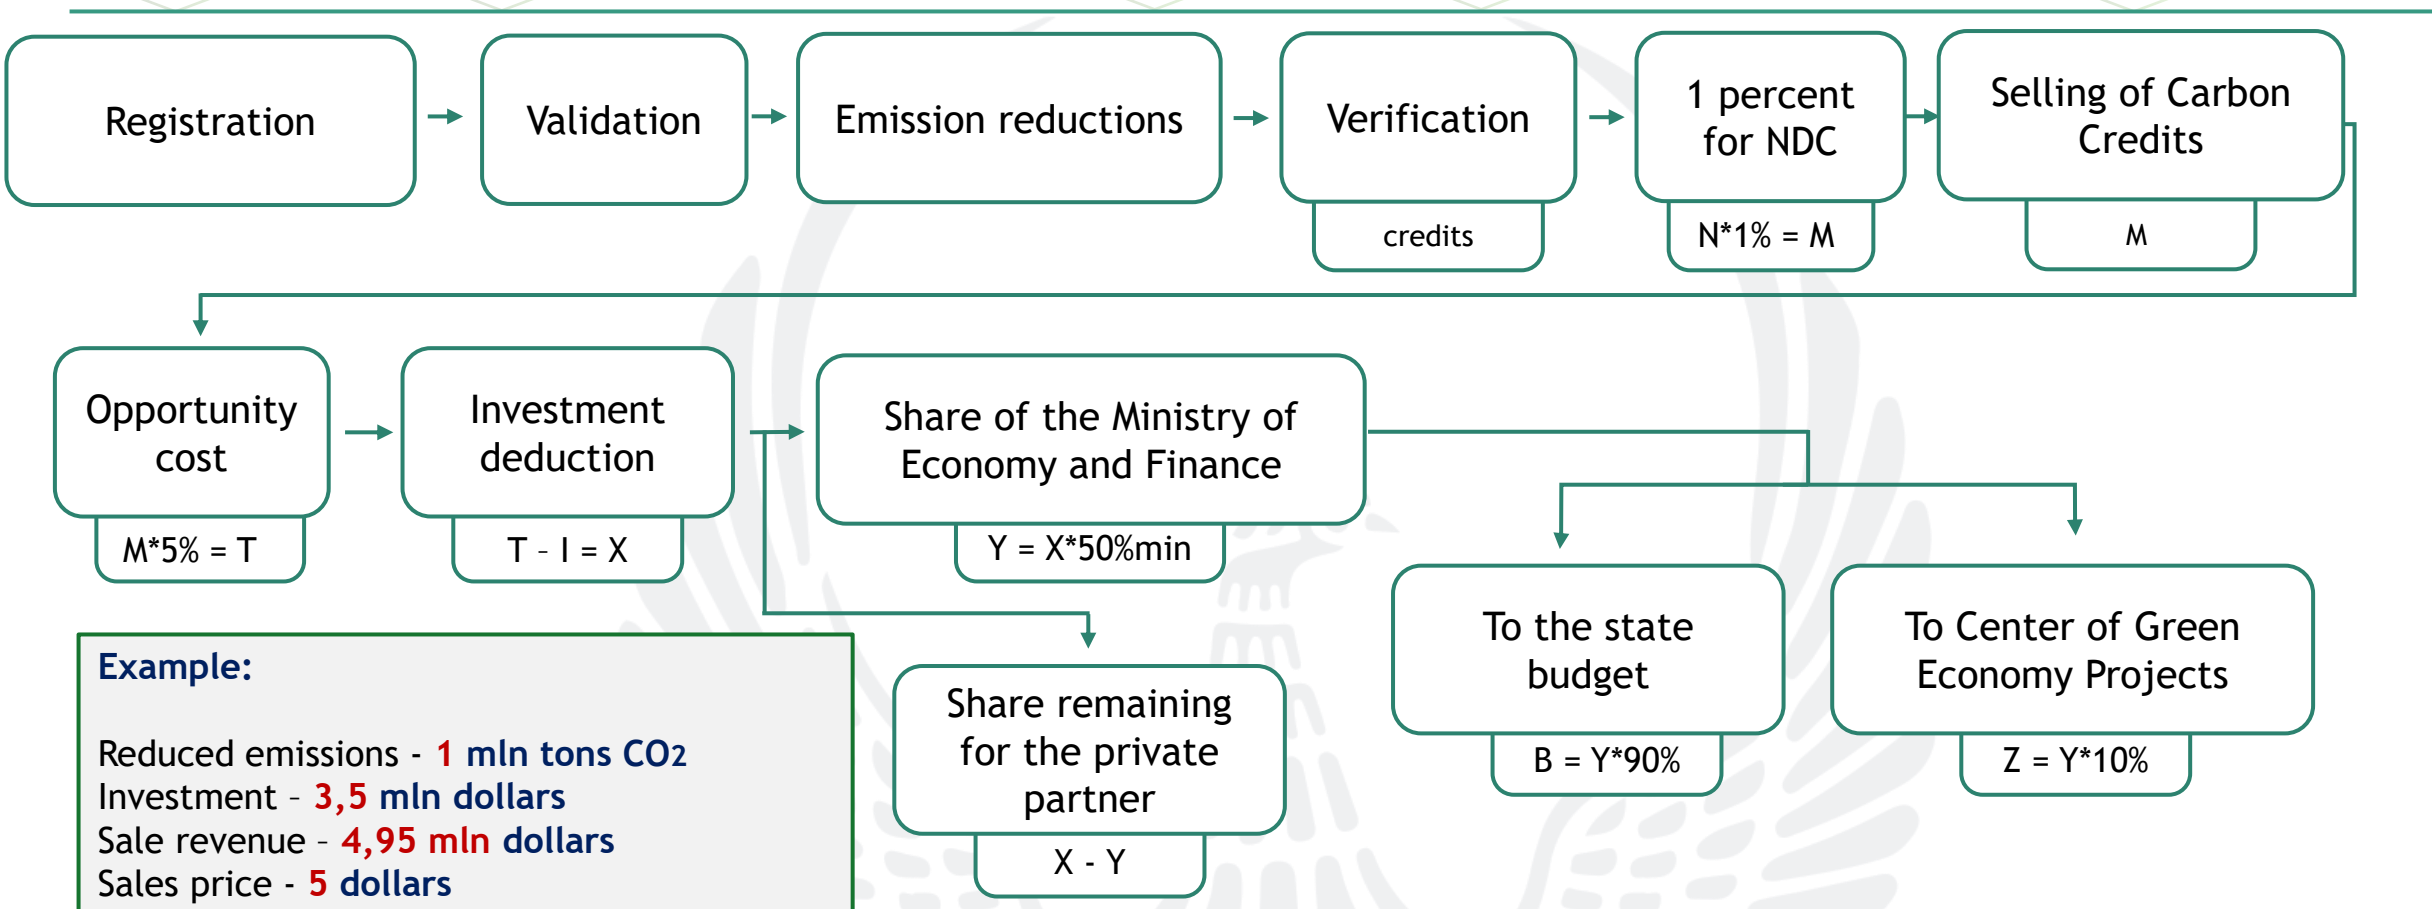 Registration
Validation
Emission reductions
Verification
credits
1 percent
for NDC
N*1% = M
Selling of Carbon
Credits
M
Opportunity
cost
M*5% = T
Investment
deduction
T – I = X
Share of the Ministry of
Economy and Finance
Y = X*50%min
Share remaining
for the private
partner
X - Y
To the state
budget
B = Y*90%
To Center of Green
Economy Projects
Z = Y*10%
Example:
Reduced emissions - 1 mln tons CO2
Investment – 3,5 mln dollars
Sale revenue – 4,95 mln dollars
Sales price - 5 dollars